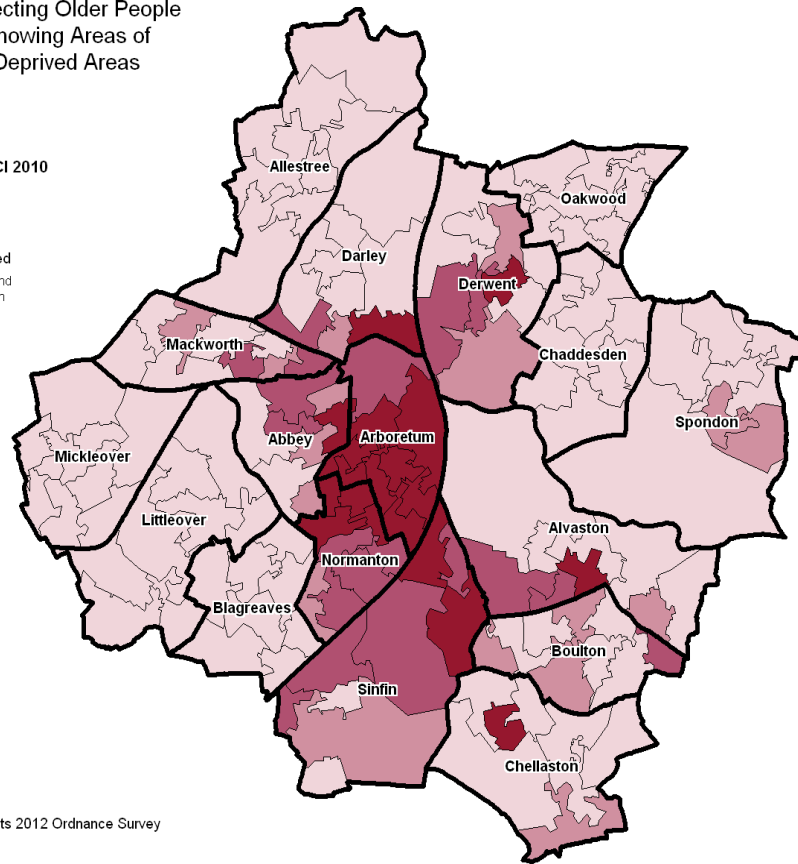 ecting Older People
nowing Areas of
Deprived Areas
CI 2010
ed
nd
n
Allestree
Oakwood
Darley
Derwent
Mackworth
Chaddesden
Spondon
Abbey
Arboretum
Mickleover
Littleover
Alvaston
Normanton
Blagreaves
Boulton
Sinfin
Chellaston
ts 2012 Ordnance Survey